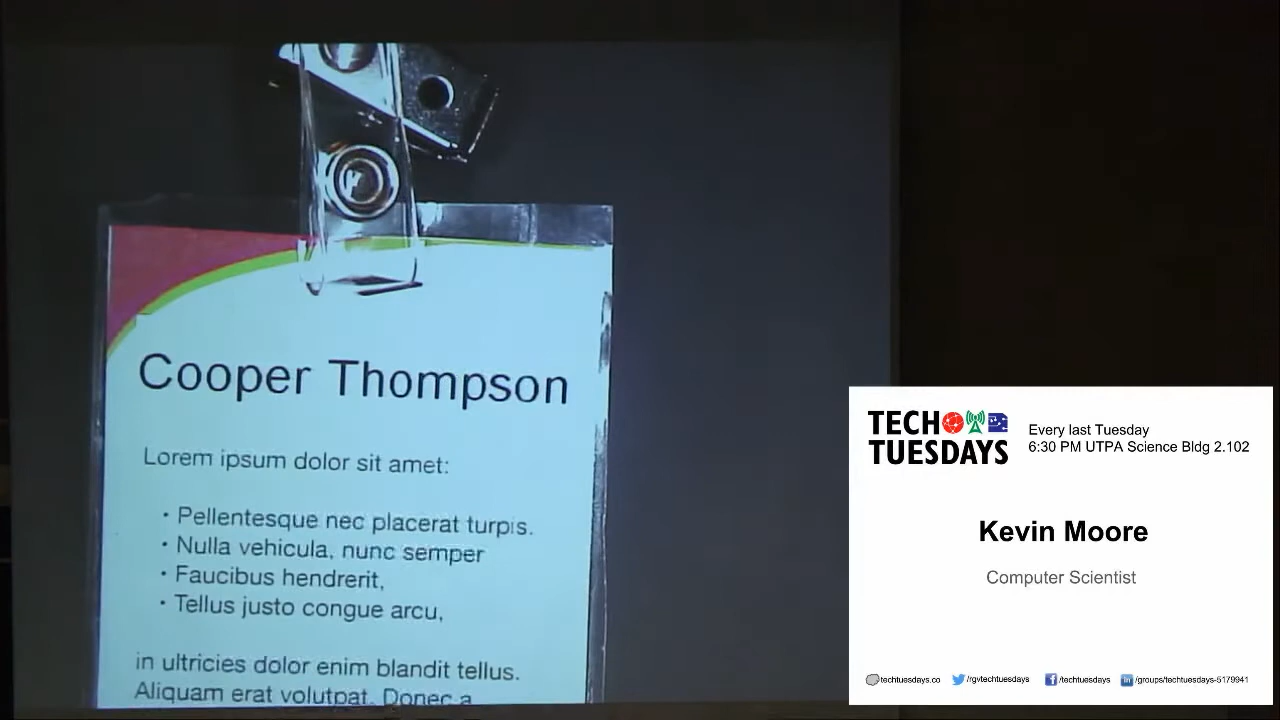 Cooper Thompson
Lorem ipsum dolor sit amet:
• Pellentesque nec placerat turpis.
• Nulla vehicula, nunc semper
• Faucibus hendrerit,
• Tellus justo congue arcu,
in ultricies dolor enim blandit tellus.
Aliquam erat volutpat. Donec a
TECH
TUESDAYS
Every last Tuesday
6:30 PM UTPA Science Bldg 2.102
Kevin Moore
Computer Scientist
techtuesdays.co
/rgvtechtuesdays
/techtuesdays
/groups/techtuesdays-5179941